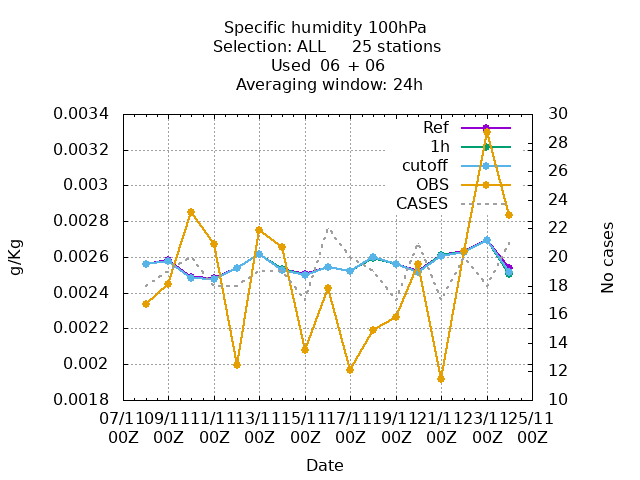 Specific humidity 100hPa
Selection: ALL 25 stations
Used 06 + 06
Averaging window: 24h
0.0034 30
Ref
28
1h
0.0032
cutoff
26
OBS
0.003
24
CASES
0.0028
22
0.0026 20
g/Kg
No cases
0.0024
18
16
0.0022
14
0.002
12
0.0018 10
07/11 09/11 11/11 13/11 15/11 17/11 19/11 21/11 23/11 25/11
00Z 00Z 00Z 00Z 00Z 00Z 00Z 00Z 00Z 00Z
Date